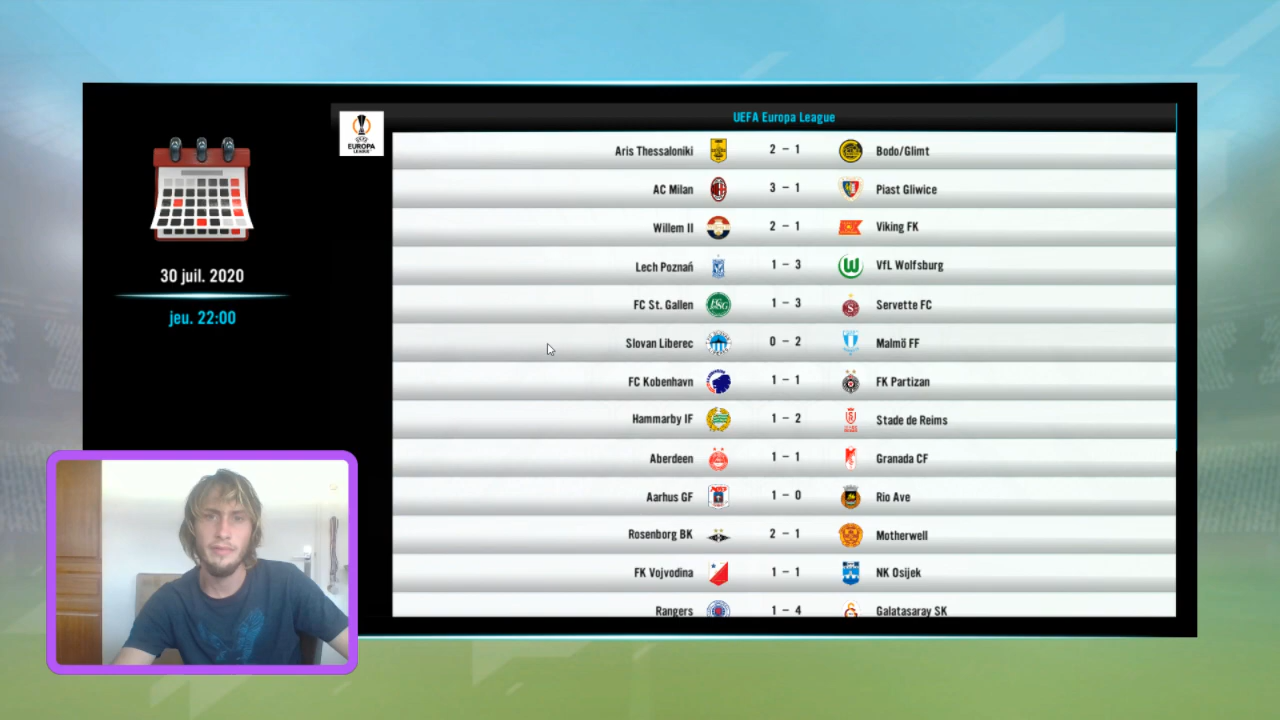 UEFA Europa League
UEFA
EUROPA
LEAGUE
30 juil. 2020
jeu. 22:00
Aris Thessaloniki 2 - 1 Bodo/Glimt
AC Milan 3 - 1 Piast Gliwice
Willem II 2 - 1 Viking FK
Lech Poznań 1 - 3 VfL Wolfsburg
FC St. Gallen 1 - 3 Servette FC
Slovan Liberec 0 - 2 Malmö FF
FC Kobenhavn 1 - 1 FK Partizan
Hammarby IF 1 - 2 Stade de Reims
Aberdeen 1 - 1 Granada CF
Aarhus GF 1 - 0 Rio Ave
Rosenborg BK 2 - 1 Motherwell
FK Vojvodina 1 - 1 NK Osijek
Rangers 1 - 4 Galatasaray SK